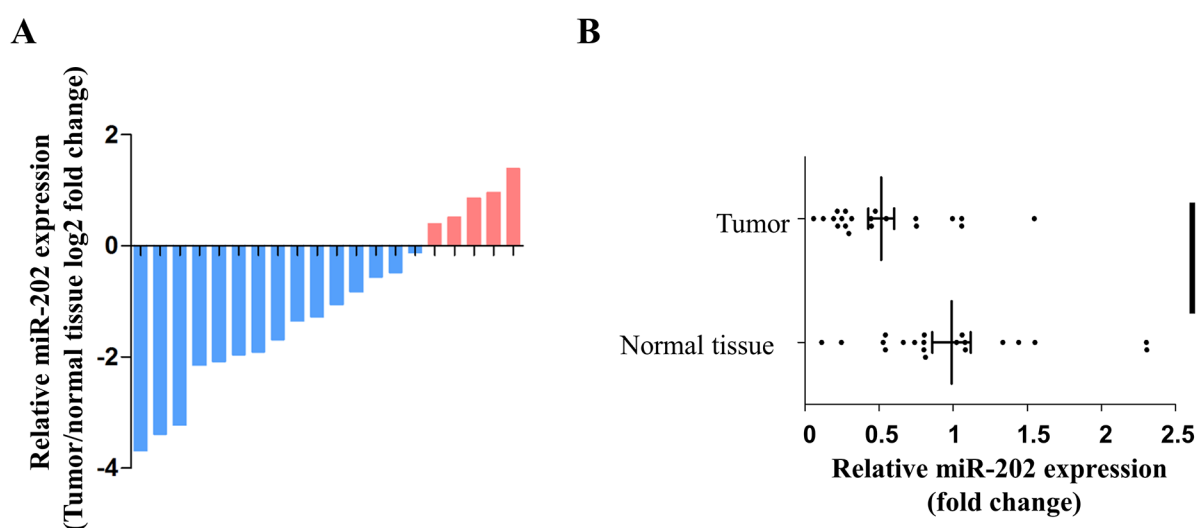 A
Relative miR-202 expression
(Tumor/normal tissue log2 fold change)
2
0
-2
-4
B
Tumor
Normal tissue
0 0.5 1 1.5 2 2.5
Relative miR-202 expression
(fold change)